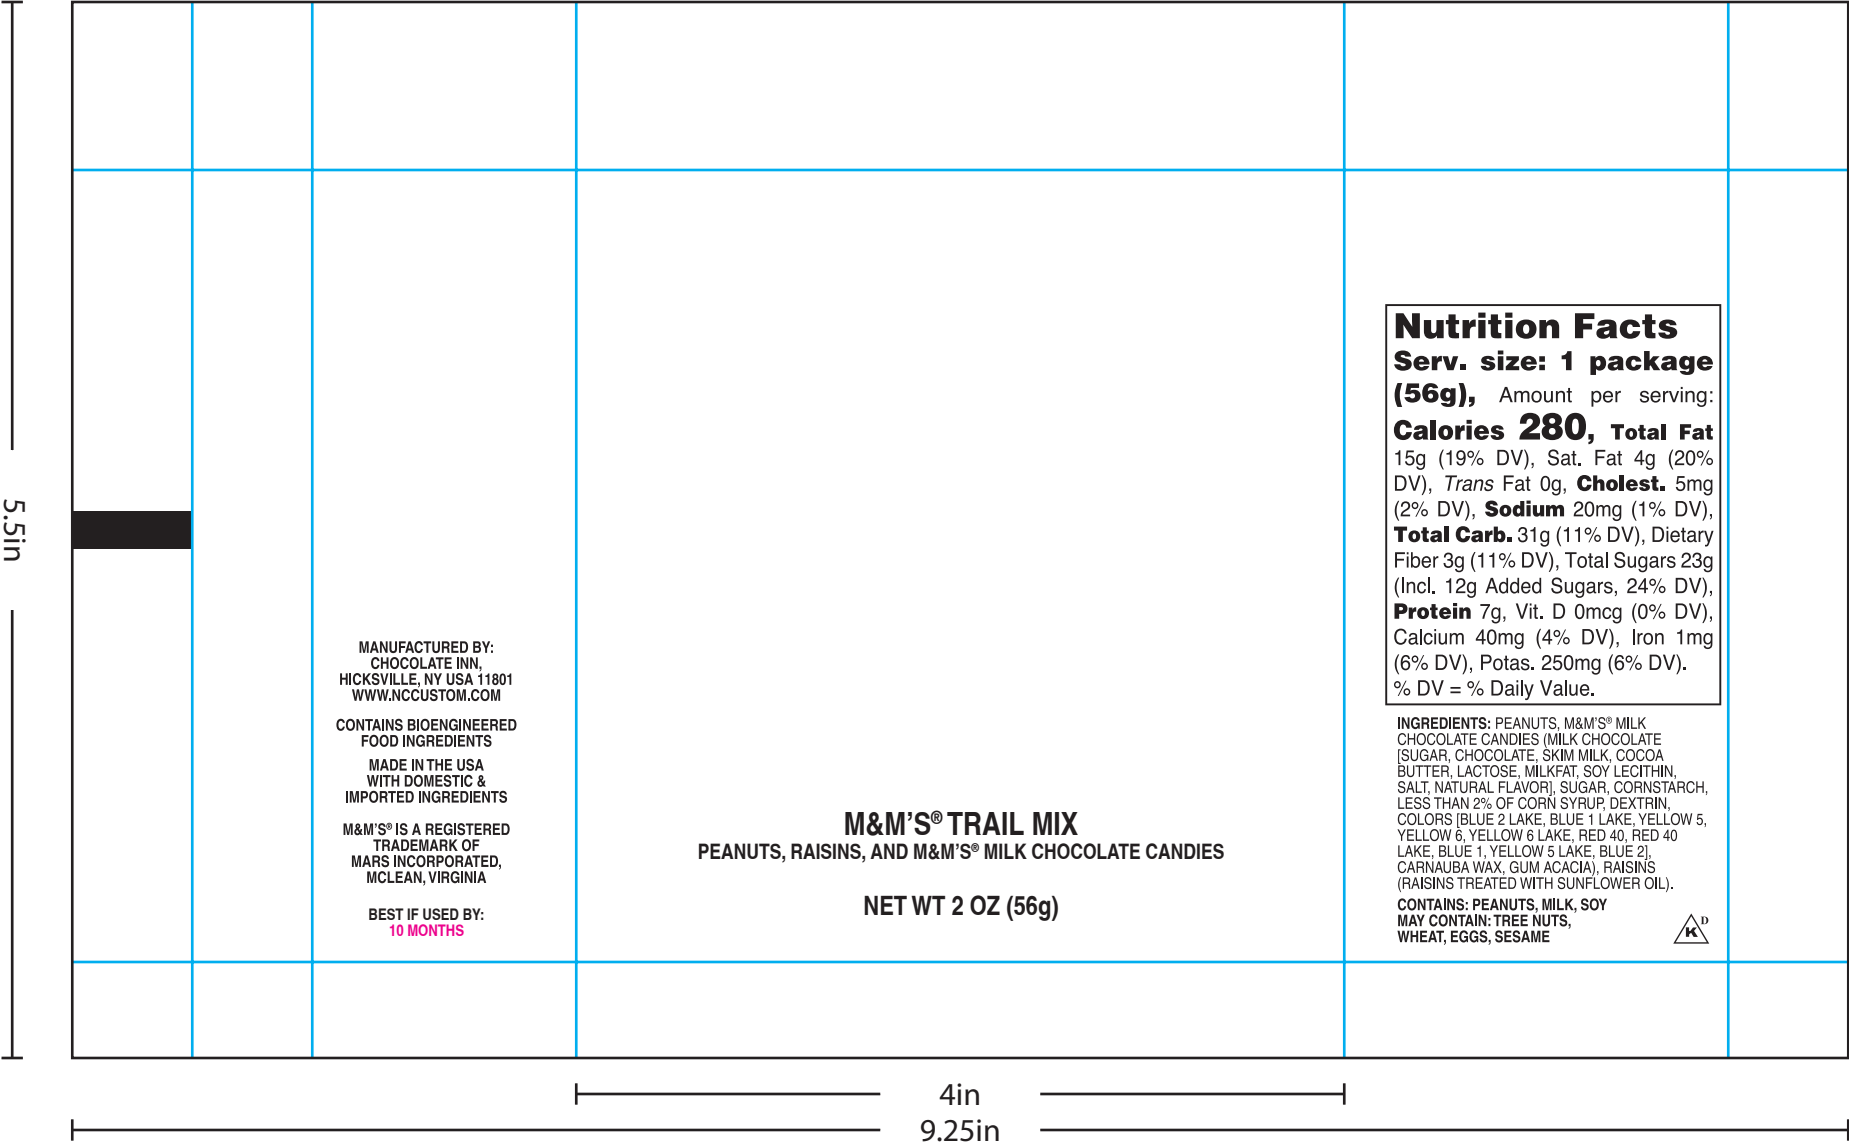 5.5in
MANUFACTURED BY:
CHOCOLATE INN,
HICKSVILLE, NY USA 11801
WWW.NCCUSTOM.COM
CONTAINS BIOENGINEERED
FOOD INGREDIENTS
MADE IN THE USA
WITH DOMESTIC &
IMPORTED INGREDIENTS
M&M'S® IS A REGISTERED
TRADEMARK OF
MARS INCORPORATED,
MCLEAN, VIRGINIA
BEST IF USED BY:
10 MONTHS
M&M'S® TRAIL MIX
PEANUTS, RAISINS, AND M&M'S® MILK CHOCOLATE CANDIES
NET WT 2 OZ (56g)
Nutrition Facts
Serv. size: 1 package
(56g), Amount per serving:
Calories 280, Total Fat
15g (19% DV), Sat. Fat 4g (20%
DV), Trans Fat 0g, Cholest. 5mg
(2% DV), Sodium 20mg (1% DV),
Total Carb. 31g (11% DV), Dietary
Fiber 3g (11% DV), Total Sugars 23g
(Incl. 12g Added Sugars, 24% DV),
Protein 7g, Vit. D 0mcg (0% DV),
Calcium 40mg (4% DV), Iron 1mg
(6% DV), Potas. 250mg (6% DV).
% DV = % Daily Value.
INGREDIENTS: PEANUTS, M&M'S® MILK
CHOCOLATE CANDIES (MILK CHOCOLATE
[SUGAR, CHOCOLATE, SKIM MILK, COCOA
BUTTER, LACTOSE, MILKFAT, SOY LECITHIN,
SALT, NATURAL FLAVOR], SUGAR, CORNSTARCH,
LESS THAN 2% OF CORN SYRUP, DEXTRIN,
COLORS [BLUE 2 LAKE, BLUE 1 LAKE, YELLOW 5,
YELLOW 6, YELLOW 6 LAKE, RED 40, RED 40
LAKE, BLUE 1, YELLOW 5 LAKE, BLUE 2],
CARNAUBA WAX, GUM ACACIA), RAISINS
(RAISINS TREATED WITH SUNFLOWER OIL).
CONTAINS: PEANUTS, MILK, SOY
MAY CONTAIN: TREE NUTS,
WHEAT, EGGS, SESAME
K D
4in
9.25in